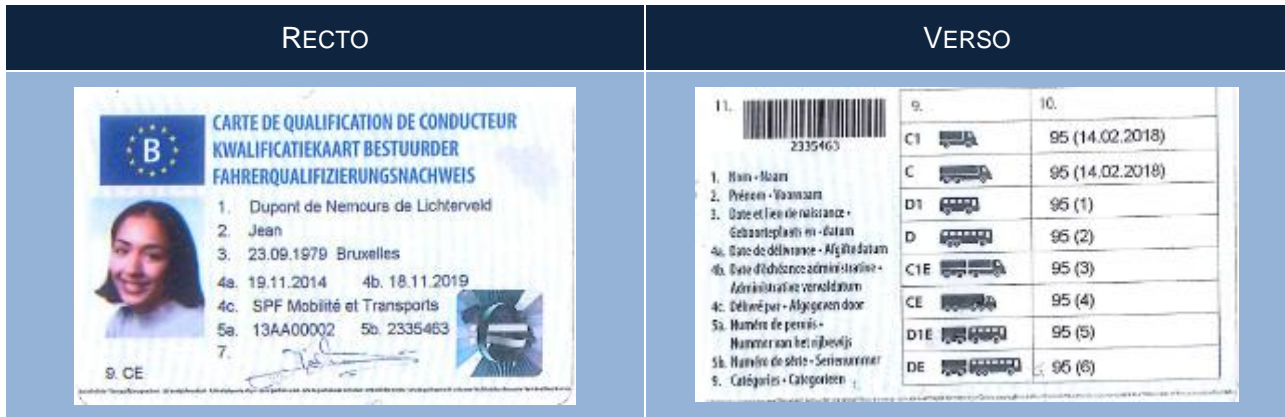 RECTO
VERSO
B
CARTE DE QUALIFICATION DE CONDUCTEUR
KWALIFICATIEKAART BESTUURDER
FAHRERQUALIFIZIERUNGSNACHWEIS
1. Dupont de Nemours de Lichterveld
2. Jean
3. 23.09.1979 Bruxelles
4a. 19.11.2014 4b. 18.11.2019
4c. SPF Mobilité et Transports
5a. 13AA00002 5b. 2335463
7.
9. CE
11.
2335463
1. Nom - Naam
2. Prénom - Voornaam
3. Date et lieu de naissance -
Geboorteplaats en - datum
4a. Date de délivrance - Afgiftedatum
4b. Date d'échéance administrative -
Administrative vervaldatum
4c. Délivré par - Afgegeven door
5a. Numéro de permis -
Nummer van het rijbewijs
5b. Numéro de série - Serienummer
9. Catégories - Categorieen
9. 10.
C1 95 (14.02.2018)
C 95 (14.02.2018)
D1 95 (1)
D 95 (2)
C1E 95 (3)
CE 95 (4)
D1E 95 (5)
DE 95 (6)